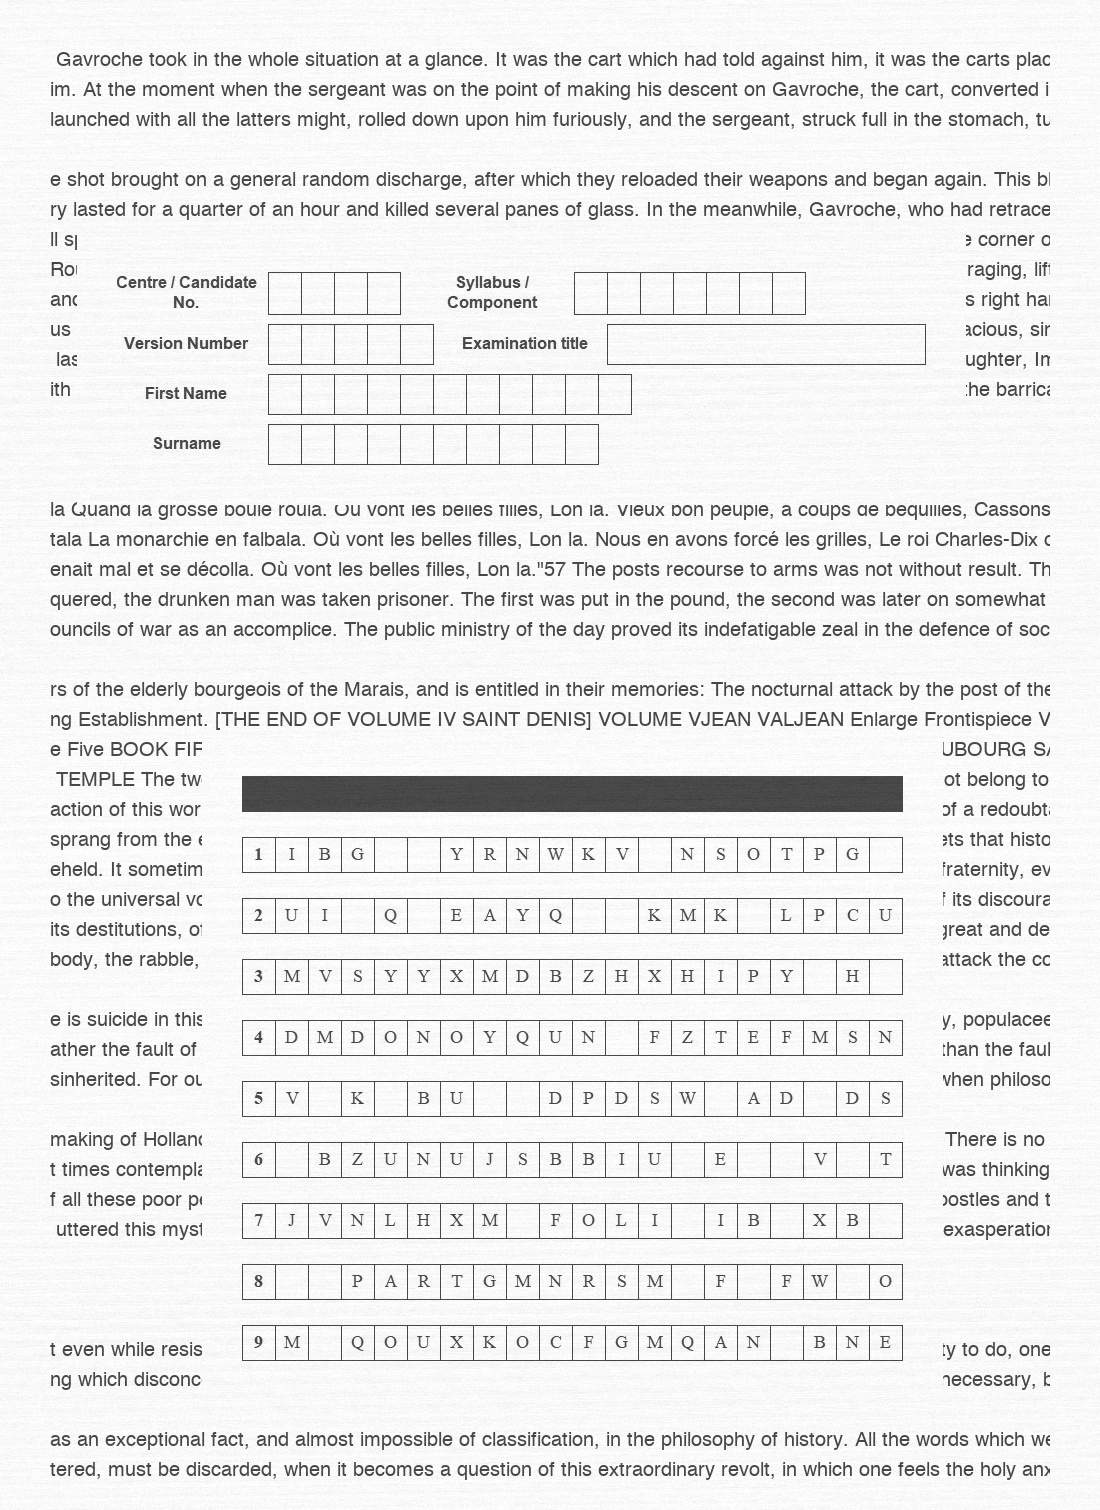 Gavroche took in the whole situation at a glance. It was the cart which had told against him, it was the carts plac
im. At the moment when the sergeant was on the point of making his descent on Gavroche, the cart, converted i
launched with all the latters might, rolled down upon him furiously, and the sergeant, struck full in the stomach, tu
e shot brought on a general random discharge, after which they reloaded their weapons and began again. This bl
ry lasted for a quarter of an hour and killed several panes of glass. In the meanwhile, Gavroche, who had retrace
ll sp e corner o
Rou raging, lift
Centre / Candidate No. Syllabus / Component
and s right har
us acious, sin
Version Number Examination title
las ughter, Im
ith the barrica
First Name
Surname
la Quand la grosse boule roula. Où vont les belles filles, Lon la. Vieux bon peuple, à coups de béquilles, Cassons
tala La monarchie en falbala. Où vont les belles filles, Lon la. Nous en avons forcé les grilles, Le roi Charles-Dix c
enait mal et se décolla. Où vont les belles filles, Lon la."57 The posts recourse to arms was not without result. Th
quered, the drunken man was taken prisoner. The first was put in the pound, the second was later on somewhat
ouncils of war as an accomplice. The public ministry of the day proved its indefatigable zeal in the defence of soc
rs of the elderly bourgeois of the Marais, and is entitled in their memories: The nocturnal attack by the post of the
ng Establishment. [THE END OF VOLUME IV SAINT DENIS] VOLUME VJEAN VALJEAN Enlarge Frontispiece V
e Five BOOK FIR UBOURG SA
TEMPLE The tw ot belong to
action of this wor of a redoubta
sprang from the e ets that histo
1 I B G Y R N W K V N S O T P G
eheld. It sometim fraternity, ev
o the universal vo f its discoura
2 U I Q E A Y Q K M K L P C U
its destitutions, of great and de
body, the rabble, attack the co
3 M V S Y Y X M D B Z H X H I P Y H
e is suicide in this y, populacee
4 D M D O N O Y Q U N F Z T E F M S N
ather the fault of than the faul
sinherited. For ou when philoso
5 V K B U D P D S W A D D S
making of Holland There is no
6 B Z U N U J S B B I U E V T
t times contempla was thinking
f all these poor pe postles and t
7 J V N L H X M F O L I I B X B
uttered this myst exasperation
8 P A R T G M N R S M F F W O
9 M Q O U X K O C F G M Q A N B N E
t even while resis ty to do, one
ng which disconc necessary, b
as an exceptional fact, and almost impossible of classification, in the philosophy of history. All the words which we
tered, must be discarded, when it becomes a question of this extraordinary revolt, in which one feels the holy anx